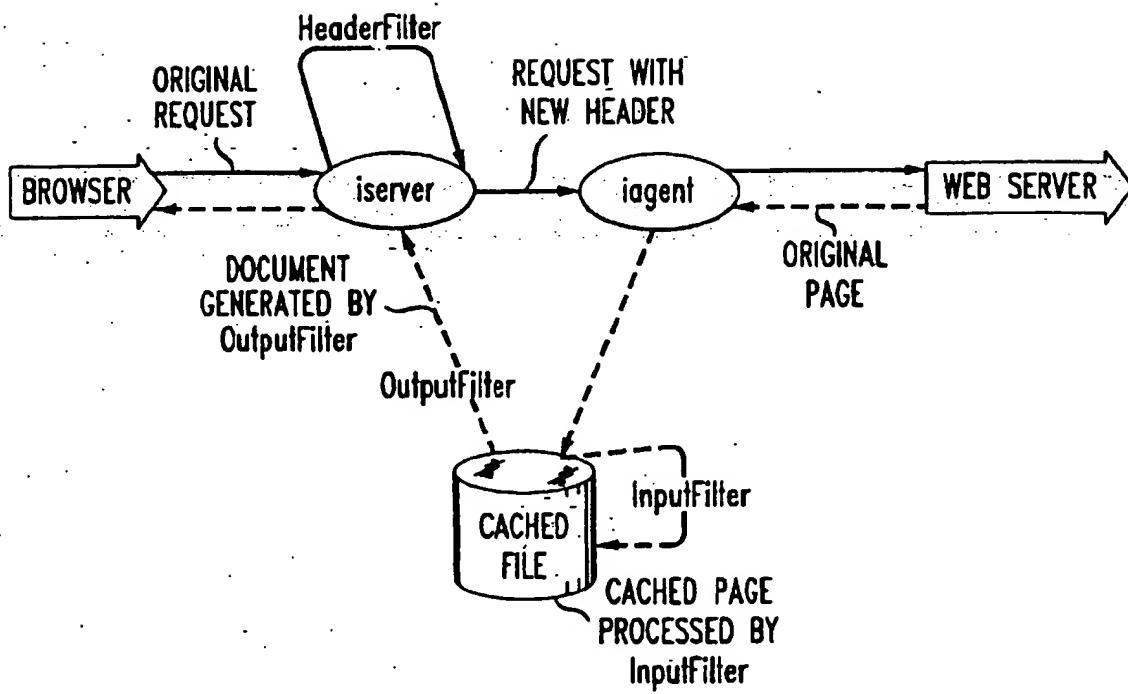 HeaderFilter
ORIGINAL
REQUEST
REQUEST WITH
NEW HEADER
BROWSER
iserver
iagent
WEB SERVER
DOCUMENT
GENERATED BY
OutputFilter
ORIGINAL
PAGE
OutputFilter
InputFilter
CACHED
FILE
CACHED PAGE
PROCESSED BY
InputFilter